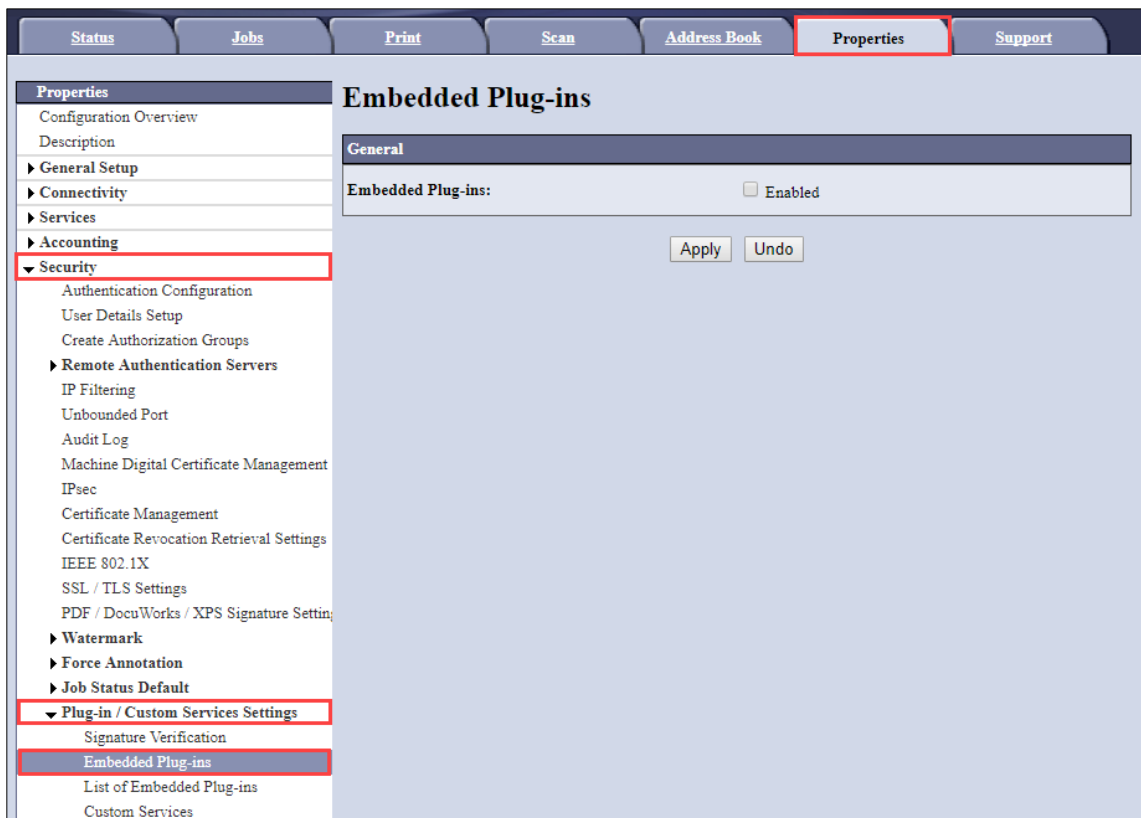 Status Jobs Print Scan Address Book Properties Support
Properties
Configuration Overview
Description
General Setup
Connectivity
Services
Accounting
Security
Authentication Configuration
User Details Setup
Create Authorization Groups
Remote Authentication Servers
IP Filtering
Unbounded Port
Audit Log
Machine Digital Certificate Management
IPsec
Certificate Management
Certificate Revocation Retrieval Settings
IEEE 802.1X
SSL / TLS Settings
PDF / DocuWorks / XPS Signature Setting
Watermark
Force Annotation
Job Status Default
Plug-in / Custom Services Settings
Signature Verification
Embedded Plug-ins
List of Embedded Plug-ins
Custom Services
Embedded Plug-ins
General
Embedded Plug-ins: Enabled
Apply Undo